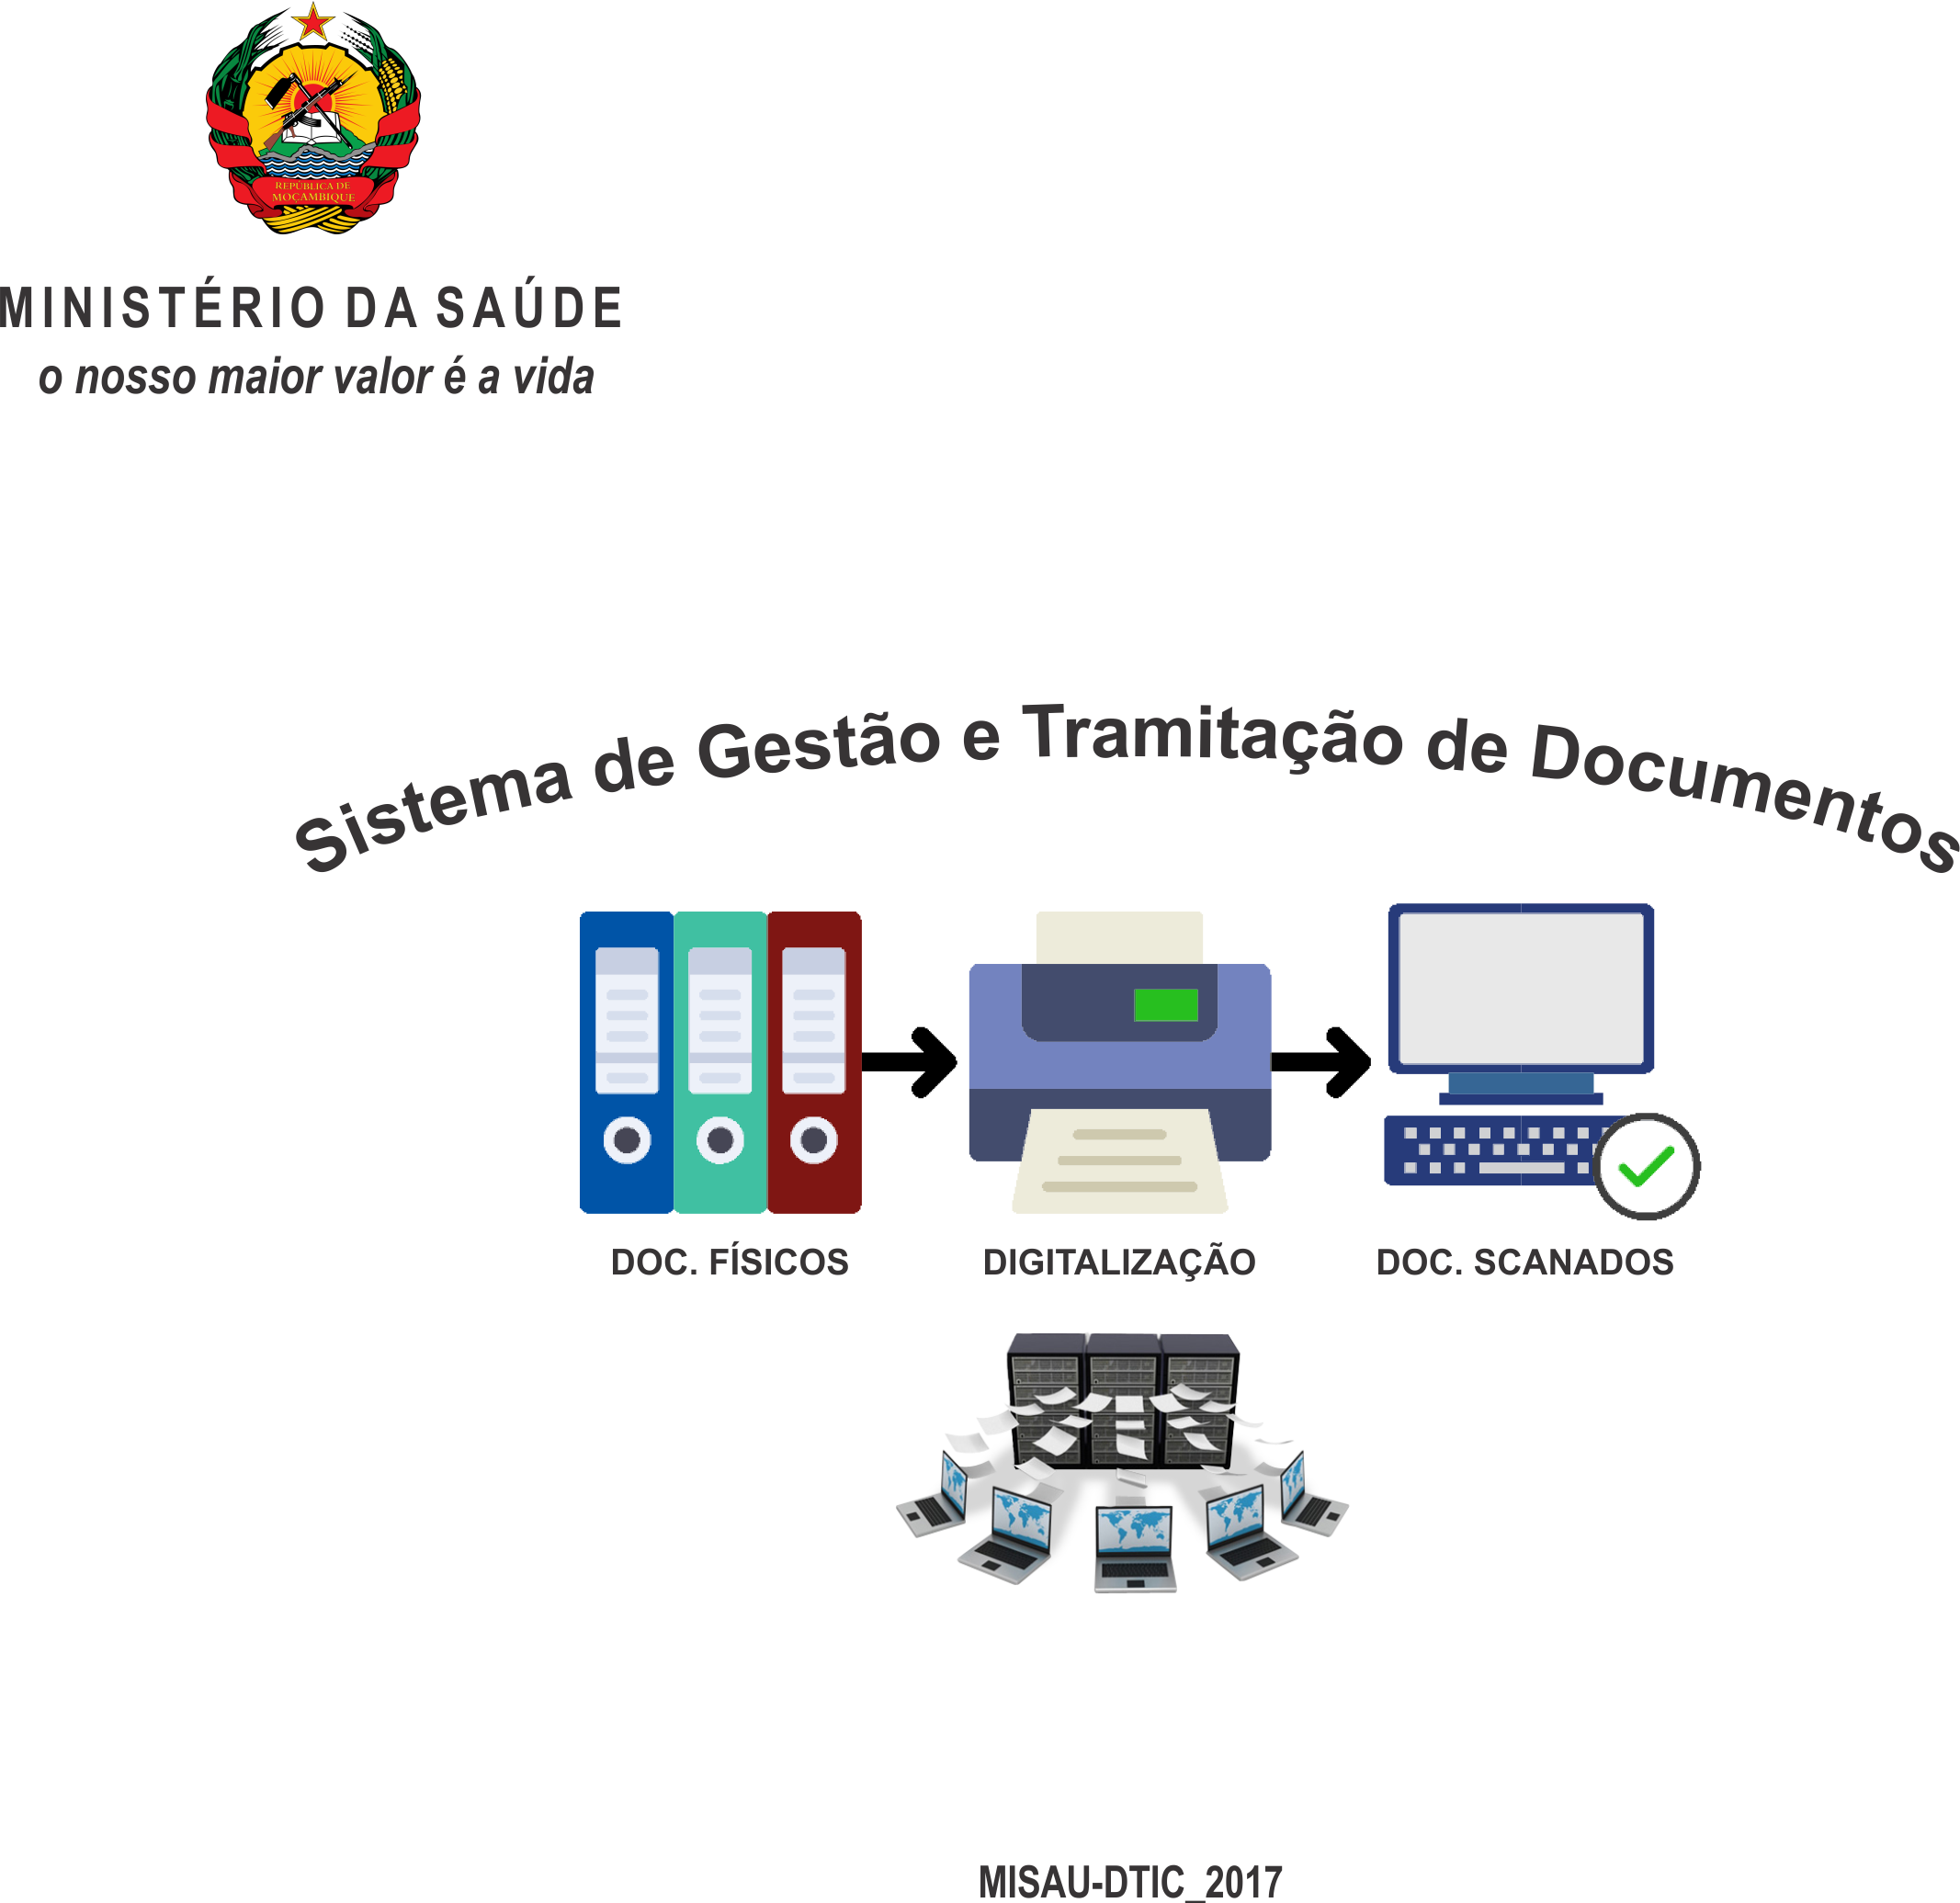 REPÚBLICA DE
MOÇAMBIQUE
MINISTÉRIO DA SAÚDE
o nosso maior valor é a vida
Sistema de Gestão e Tramitação de Documentos
DOC. FÍSICOS
DIGITALIZAÇÃO
DOC. SCANADOS
MISAU-DTIC_2017